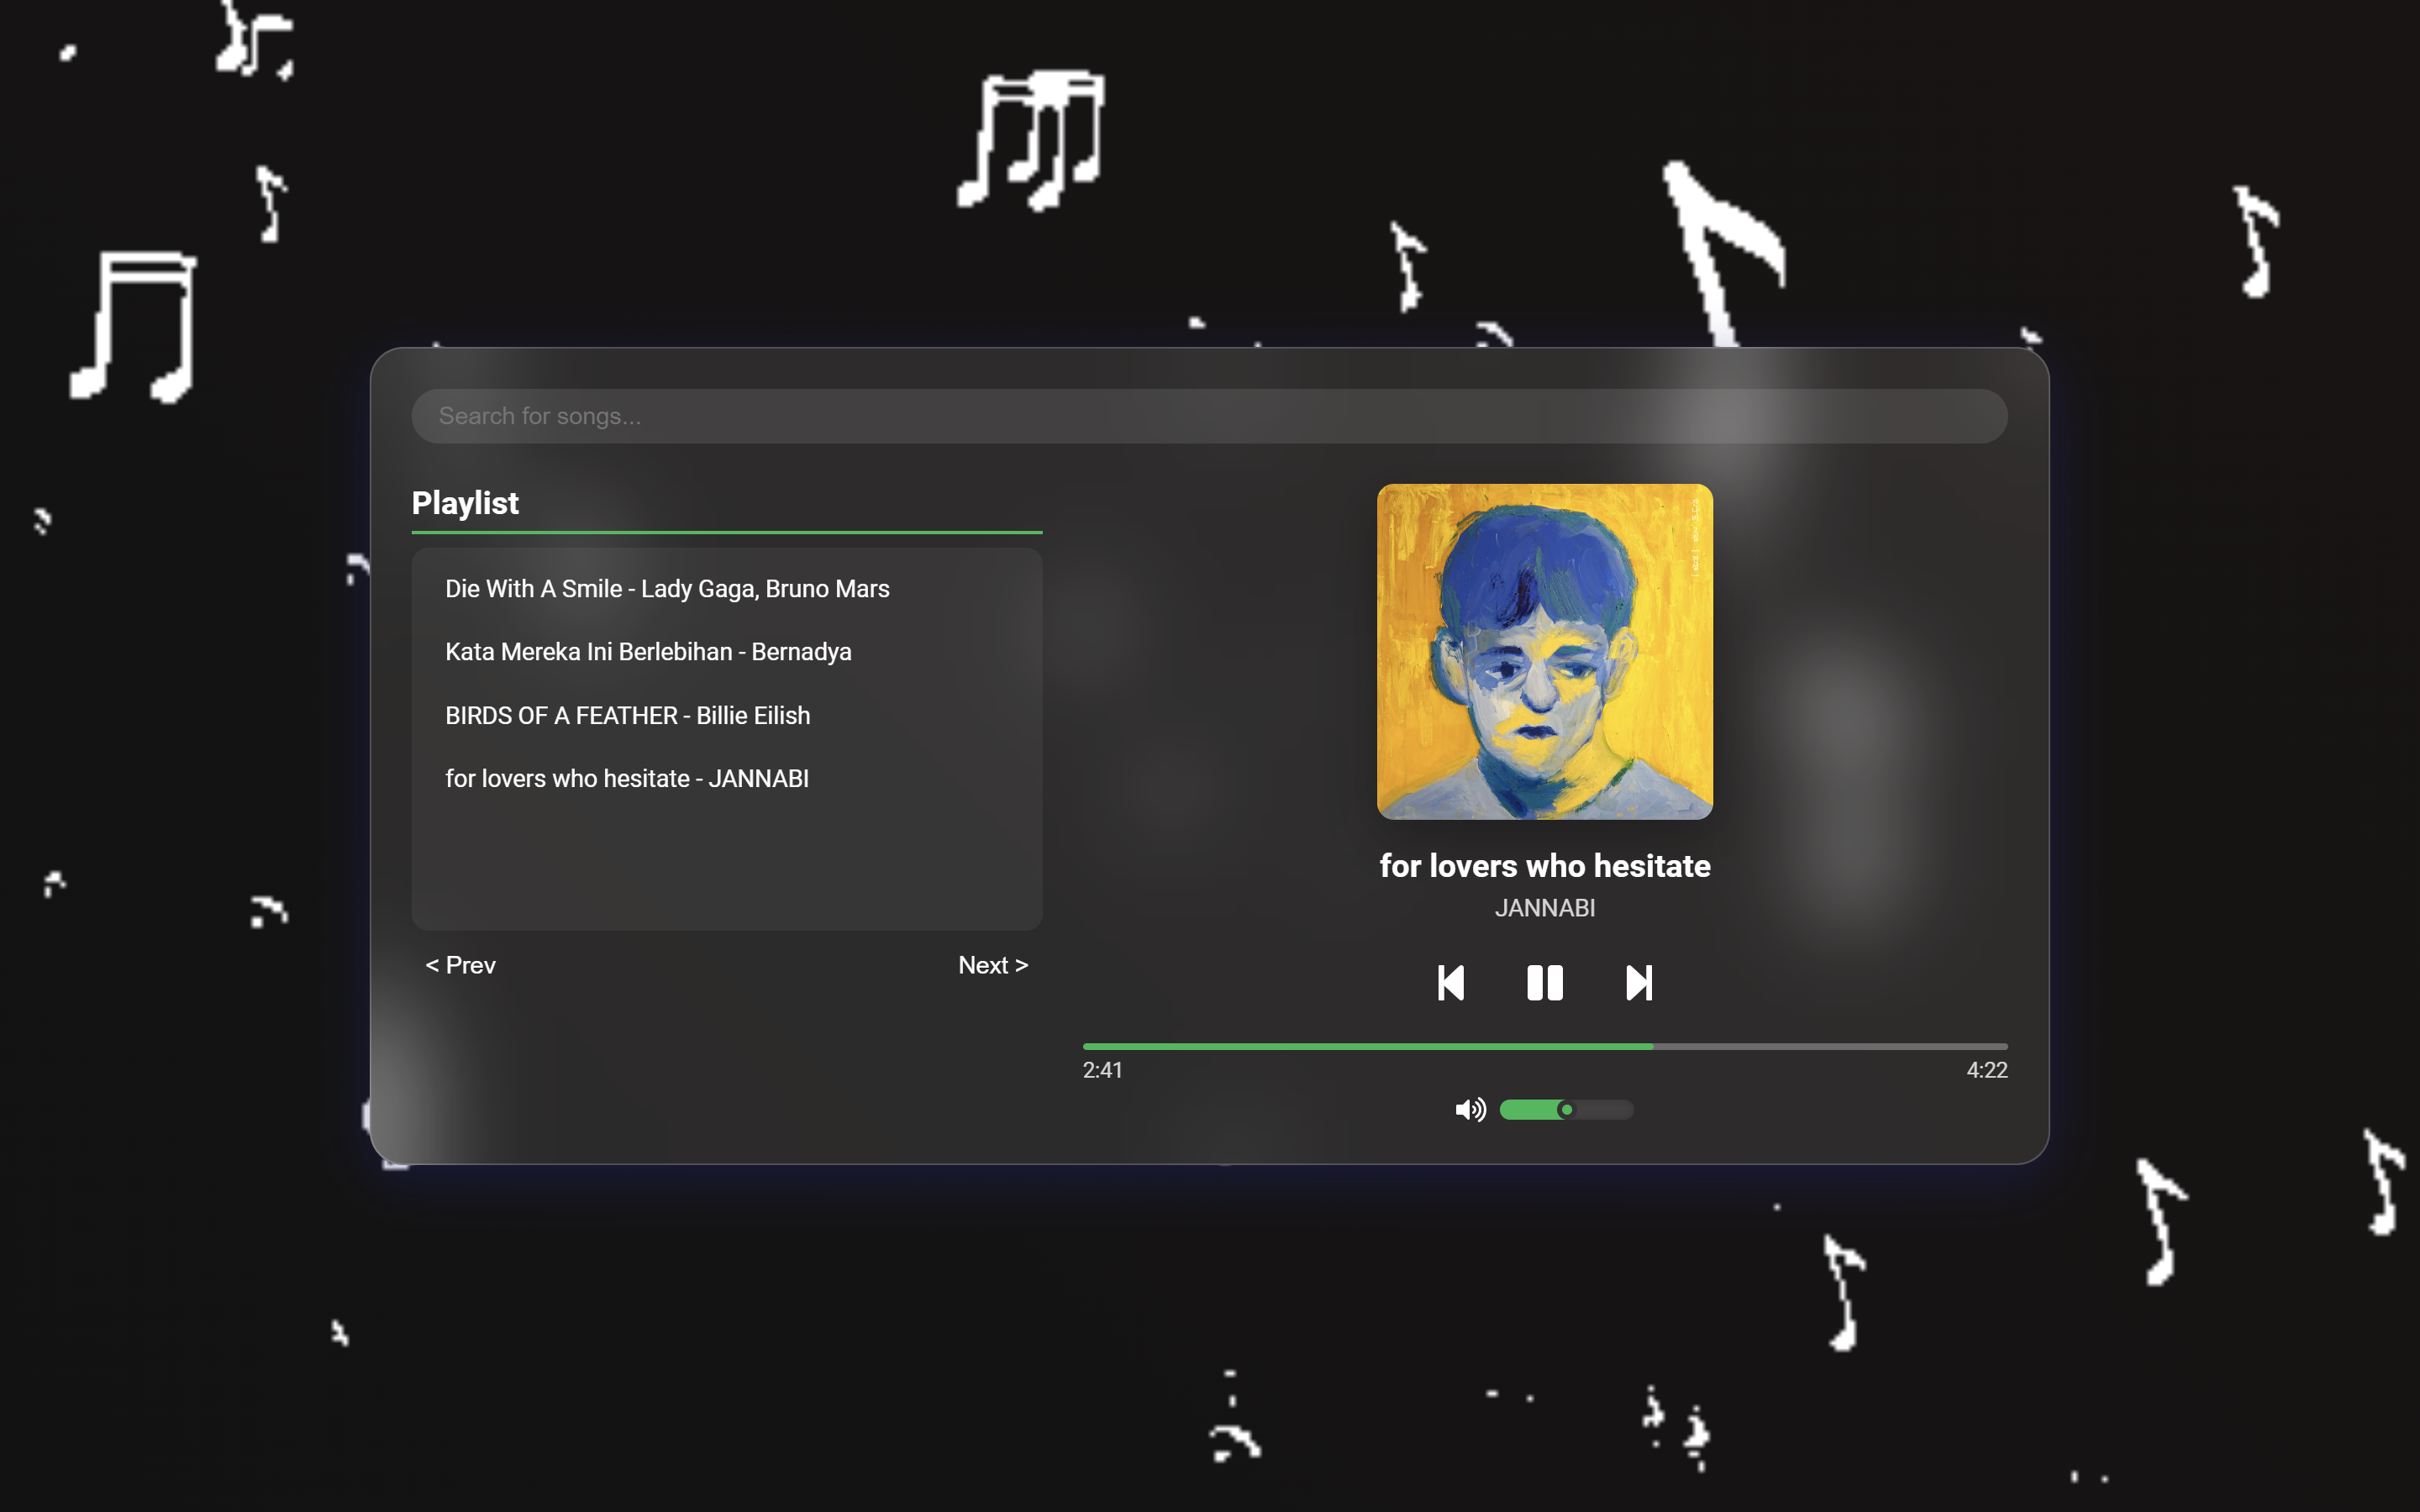 Search for songs...
Playlist
Die With A Smile - Lady Gaga, Bruno Mars
Kata Mereka Ini Berlebihan - Bernadya
BIRDS OF A FEATHER - Billie Eilish
for lovers who hesitate - JANNABI
< Prev
Next >
for lovers who hesitate
JANNABI
2:41
4:22